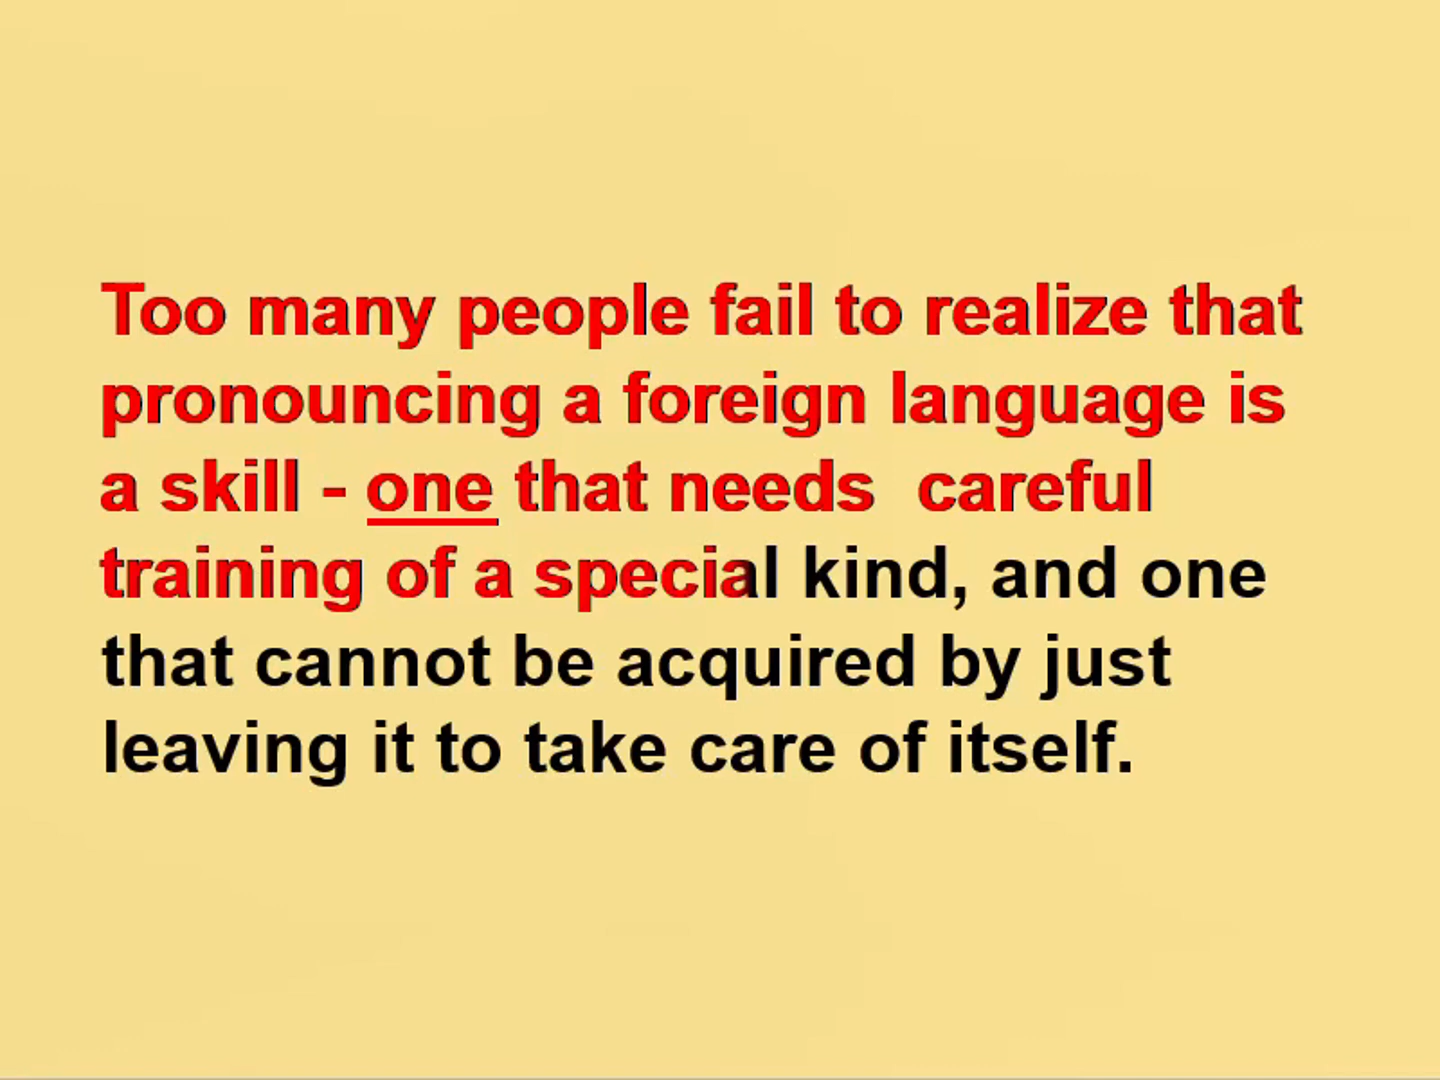 Too many people fail to realize that
pronouncing a foreign language is
a skill - one that needs  careful
training of a special kind, and one
that cannot be acquired by just
leaving it to take care of itself.